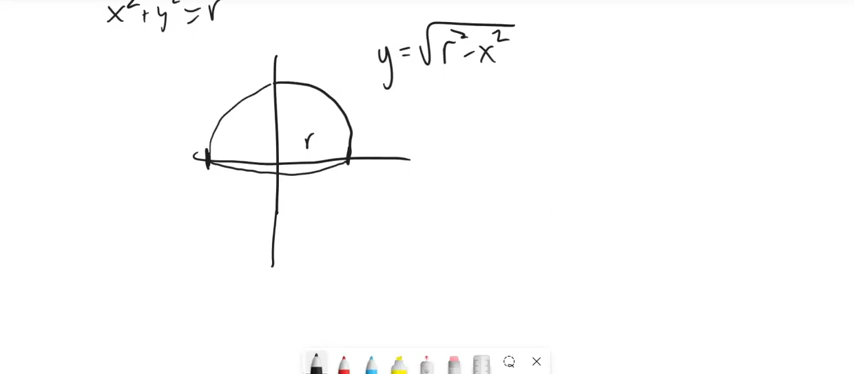 x²+y²=r
y=√(r²-x²)
r